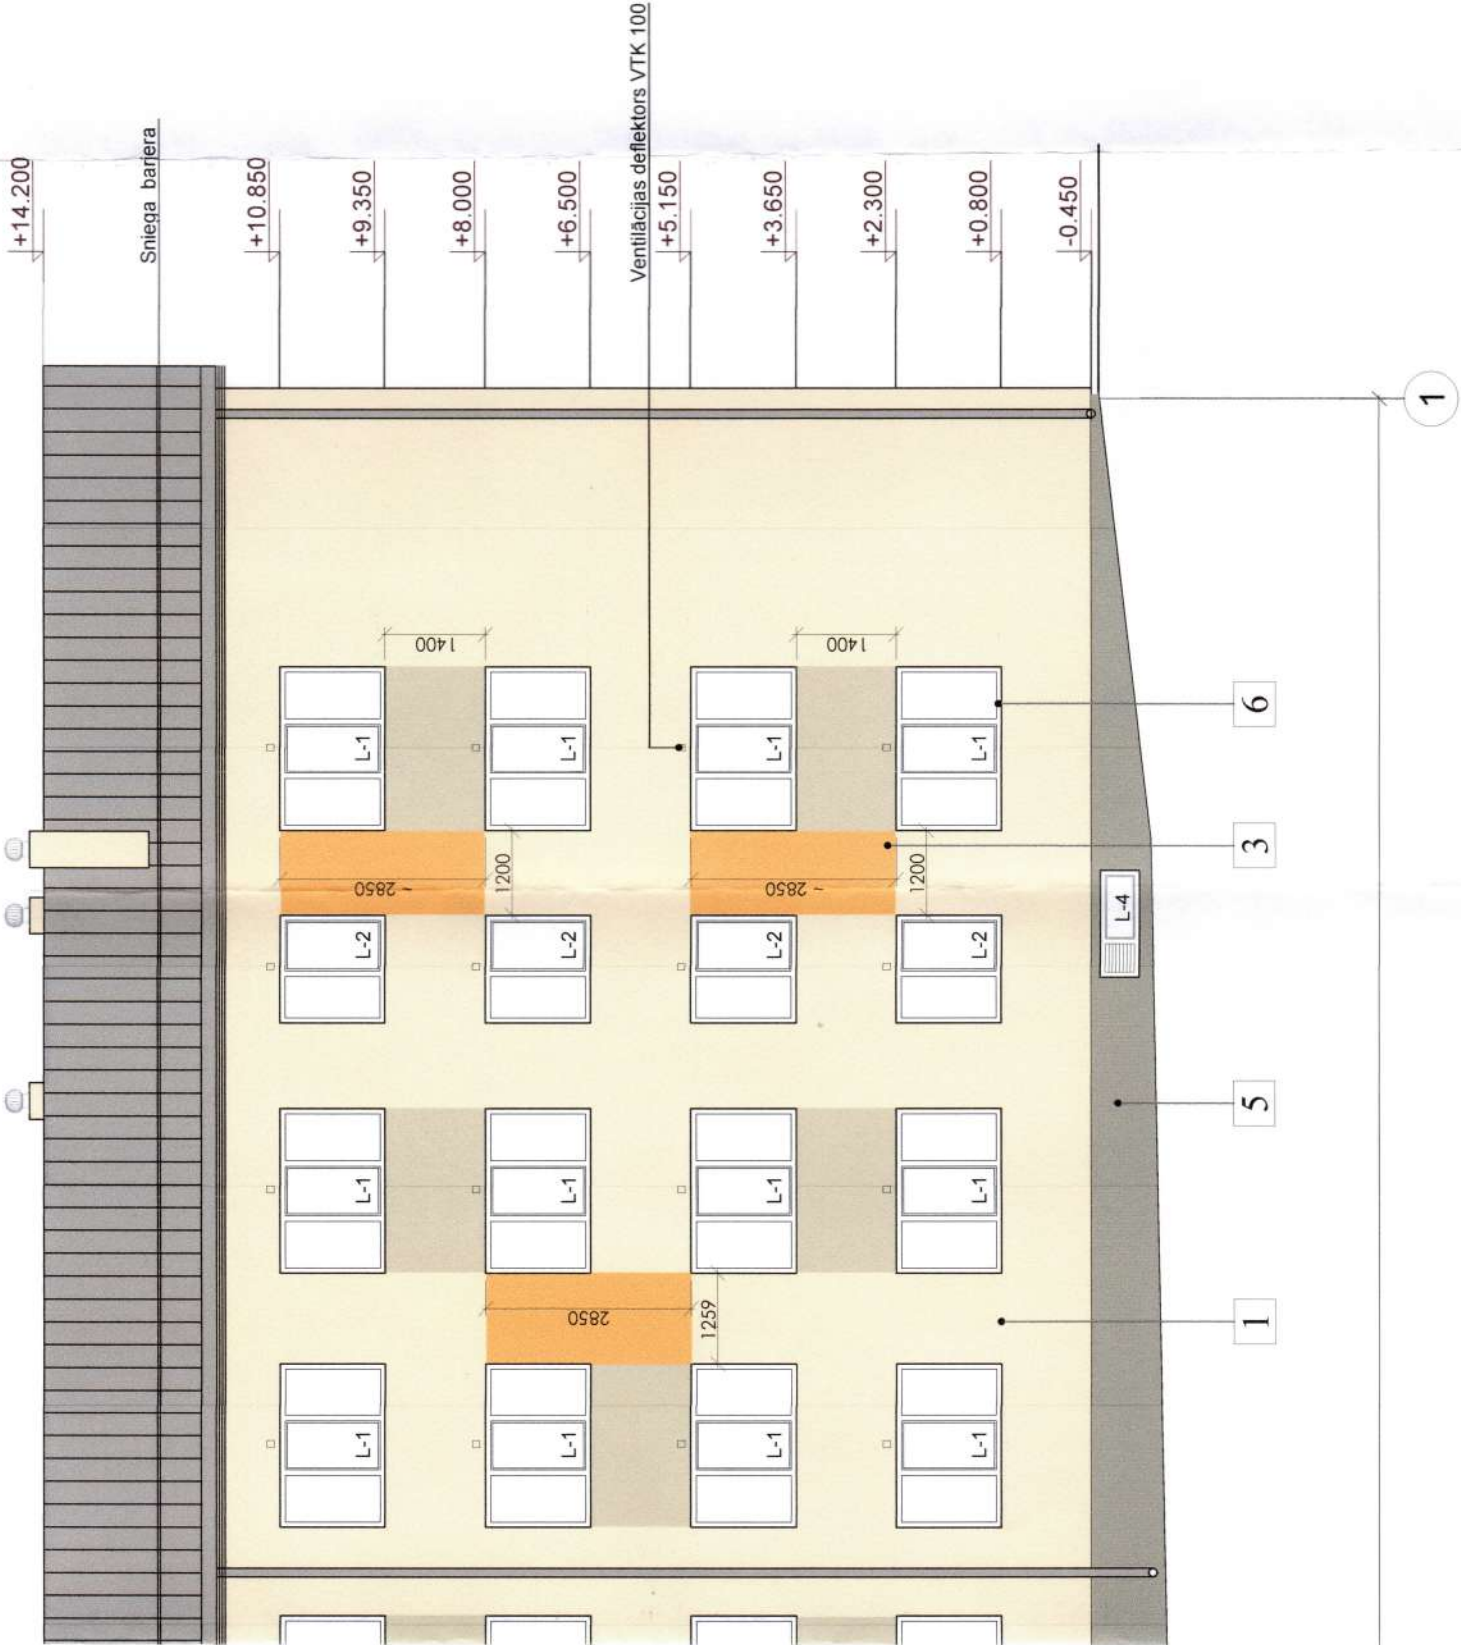 +14.200
Sniega barjera
+10.850
+9.350
+8.000
+6.500
Ventilācijas deflektors VTK 100
+5.150
+3.650
+2.300
+0.800
-0.450
L-1 L-1 L-2 L-1
1400
~ 2850
1200
L-1 L-1 L-2 L-1
2850
1259
L-1 L-1 L-2 L-1
1400
~ 2850
1200
L-1 L-1 L-2 L-1
L-4
1 5 3 6
1